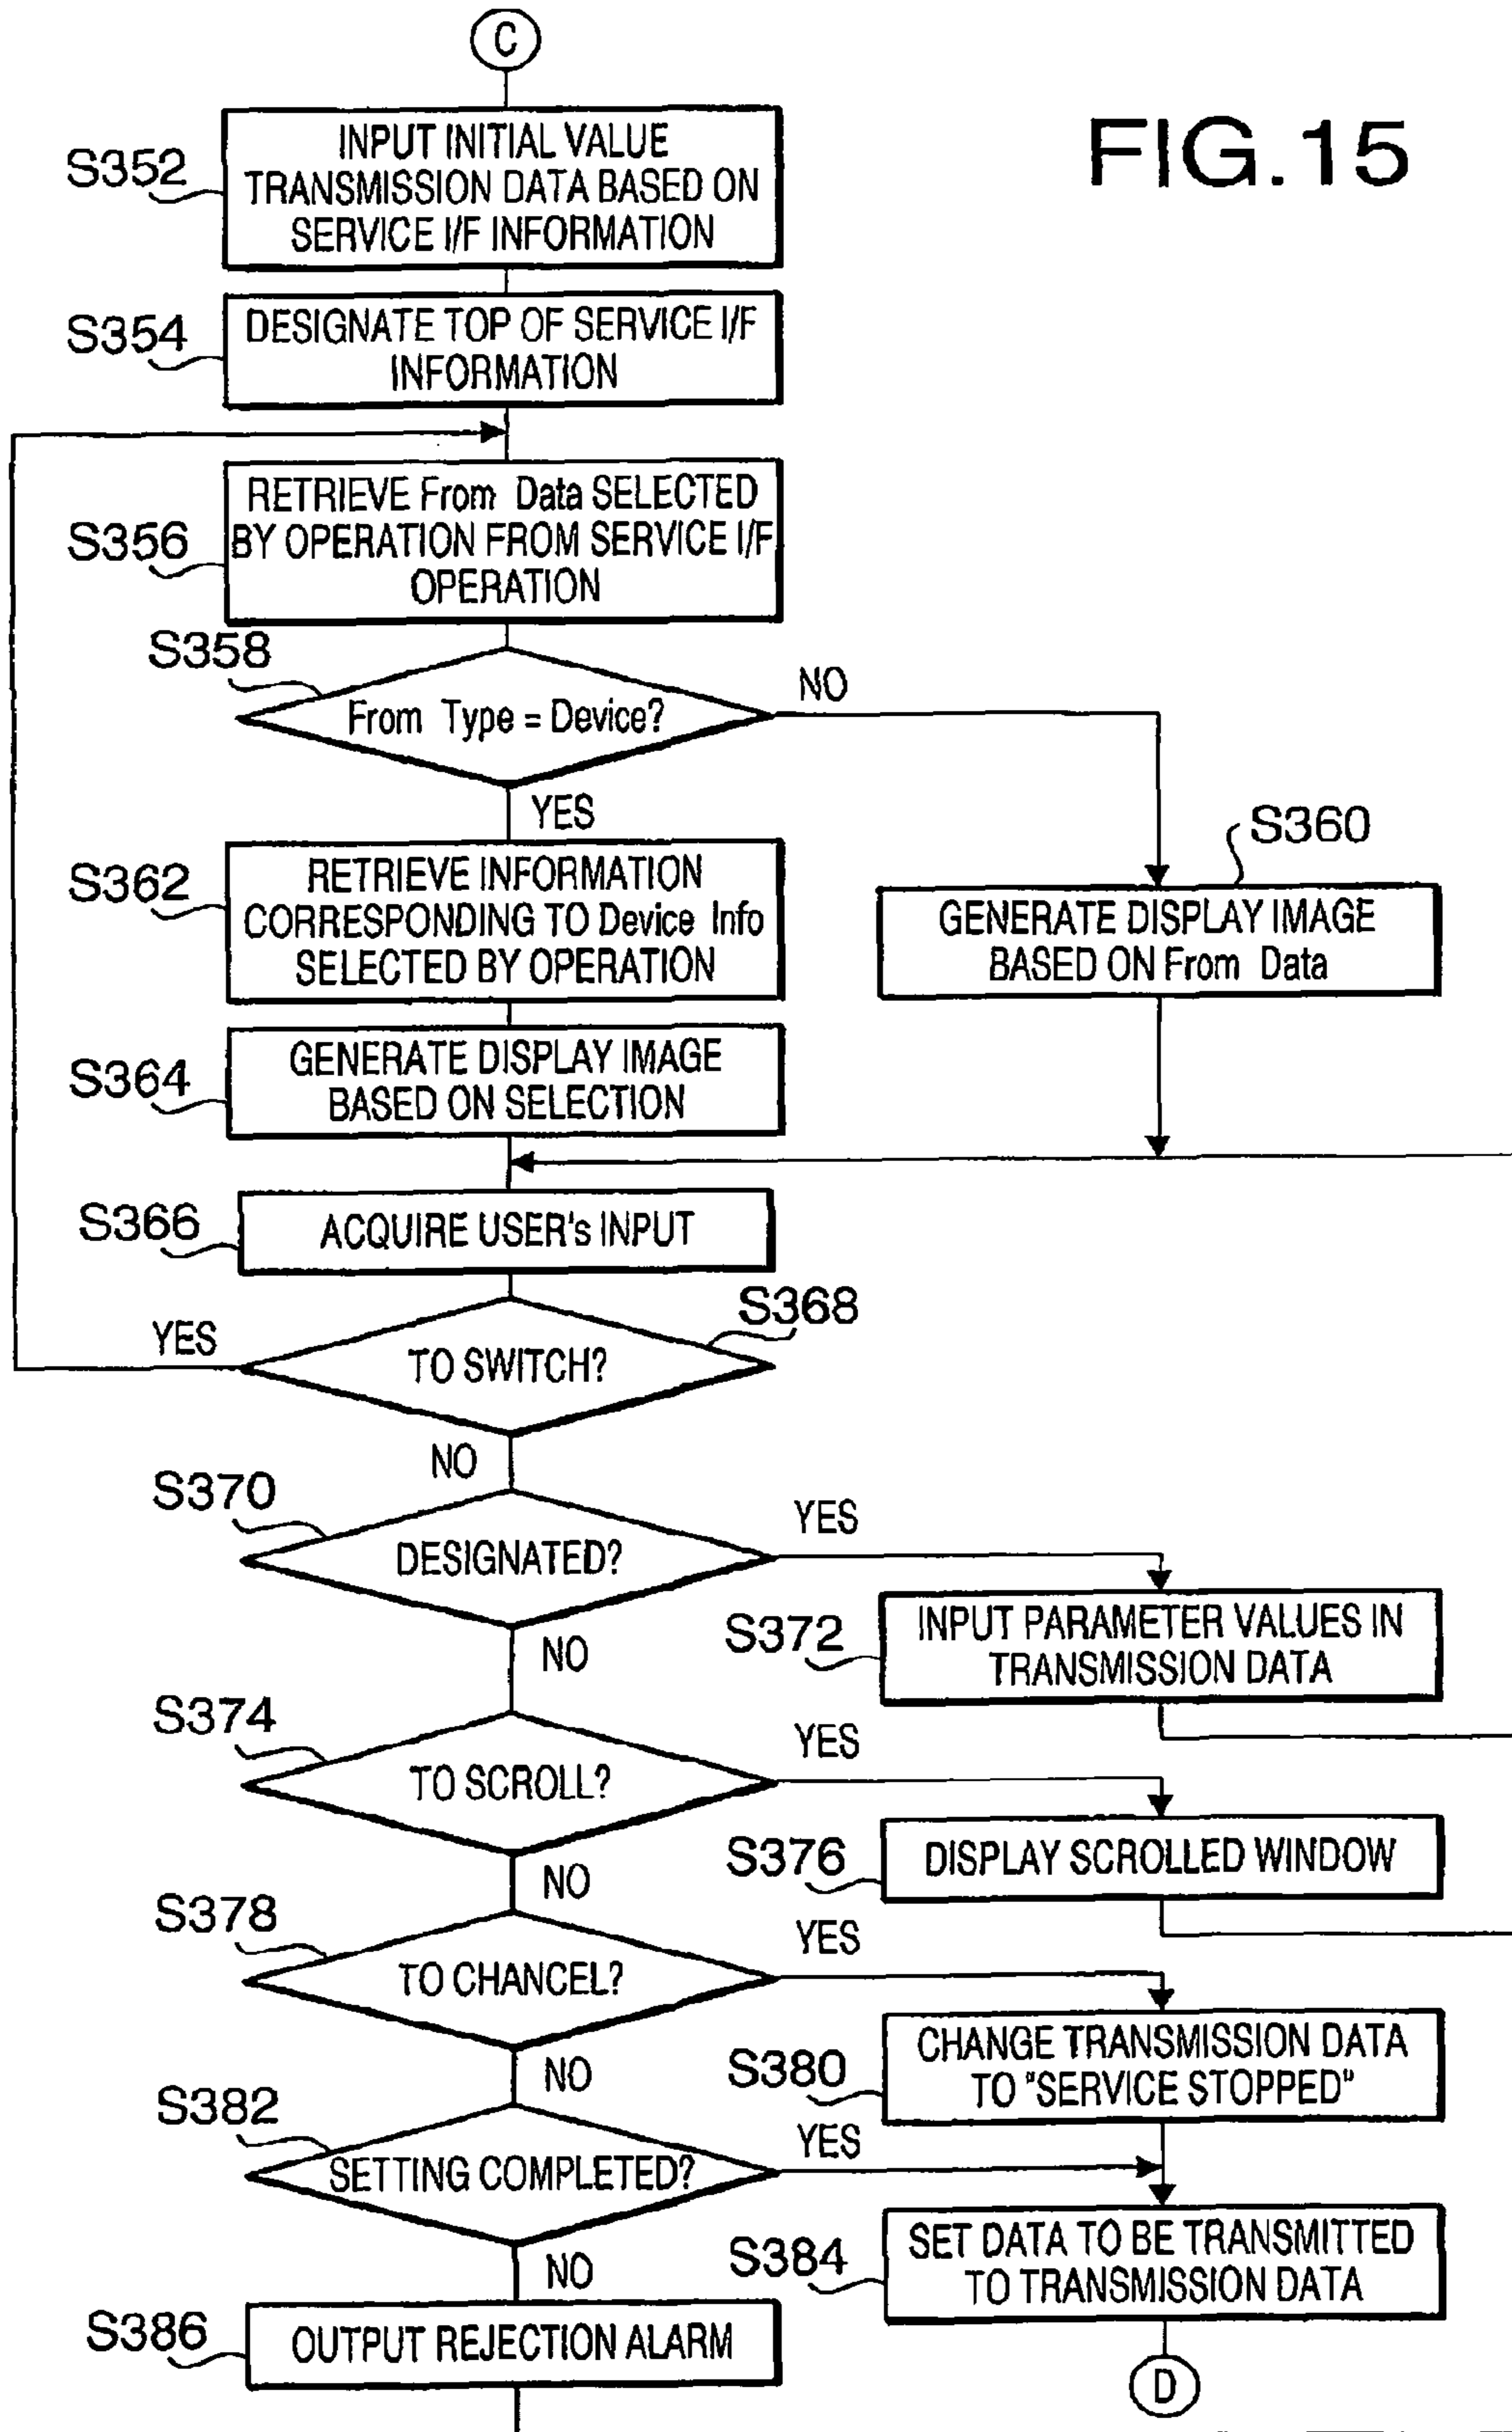 C
FIG.15
S352
INPUT INITIAL VALUE
TRANSMISSION DATA BASED ON
SERVICE I/F INFORMATION
S354
DESIGNATE TOP OF SERVICE I/F
INFORMATION
S356
RETRIEVE From Data SELECTED
BY OPERATION FROM SERVICE I/F
OPERATION
S358
From Type = Device?
NO
YES
S360
GENERATE DISPLAY IMAGE
BASED ON From Data
S362
RETRIEVE INFORMATION
CORRESPONDING TO Device Info
SELECTED BY OPERATION
S364
GENERATE DISPLAY IMAGE
BASED ON SELECTION
S366
ACQUIRE USER's INPUT
S368
TO SWITCH?
YES
NO
S370
DESIGNATED?
YES
NO
S372
INPUT PARAMETER VALUES IN
TRANSMISSION DATA
S374
TO SCROLL?
YES
NO
S376
DISPLAY SCROLLED WINDOW
S378
TO CHANCEL?
YES
NO
S380
CHANGE TRANSMISSION DATA
TO "SERVICE STOPPED"
S382
SETTING COMPLETED?
YES
NO
S384
SET DATA TO BE TRANSMITTED
TO TRANSMISSION DATA
S386
OUTPUT REJECTION ALARM
D